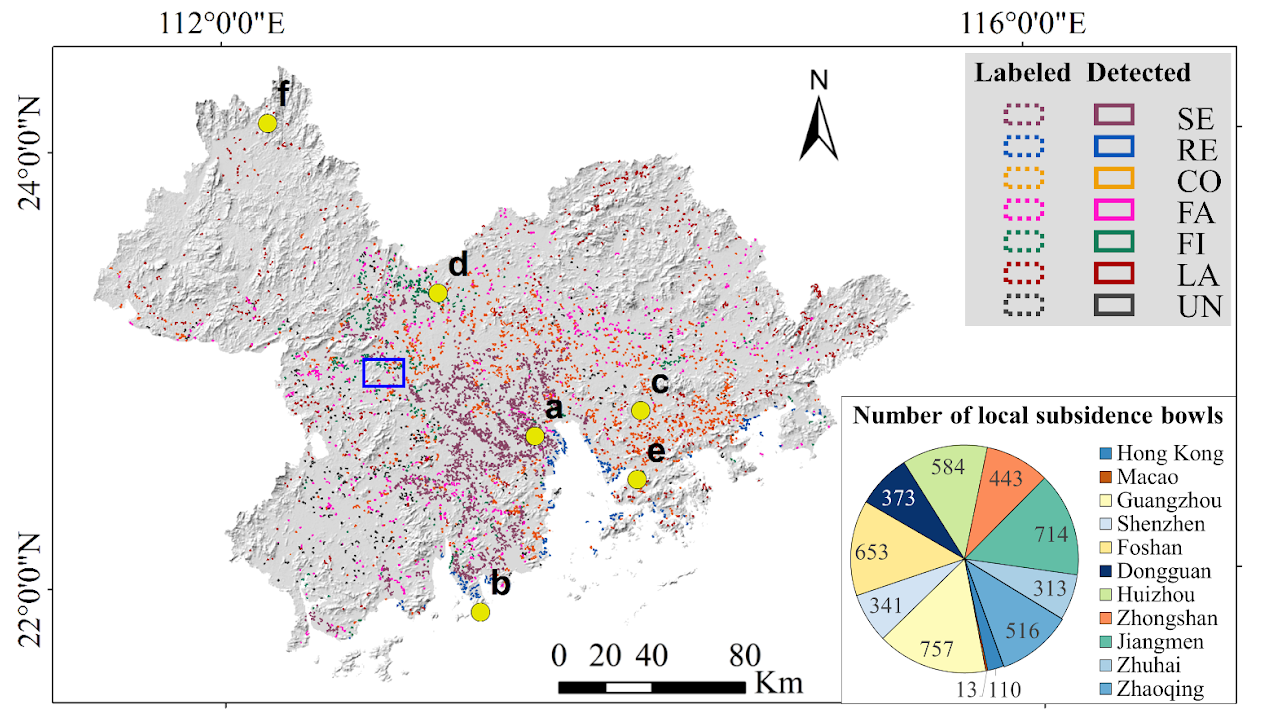 112°0'0"E
116°0'0"E
24°0'0"N
22°0'0"N
N
Labeled Detected
SE
RE
CO
FA
FI
LA
UN
f
d
c
a
e
b
0 20 40 80
Km
Number of local subsidence bowls
584
443
373
714
653
313
341
516
757
13
110
Hong Kong
Macao
Guangzhou
Shenzhen
Foshan
Dongguan
Huizhou
Zhongshan
Jiangmen
Zhuhai
Zhaoqing